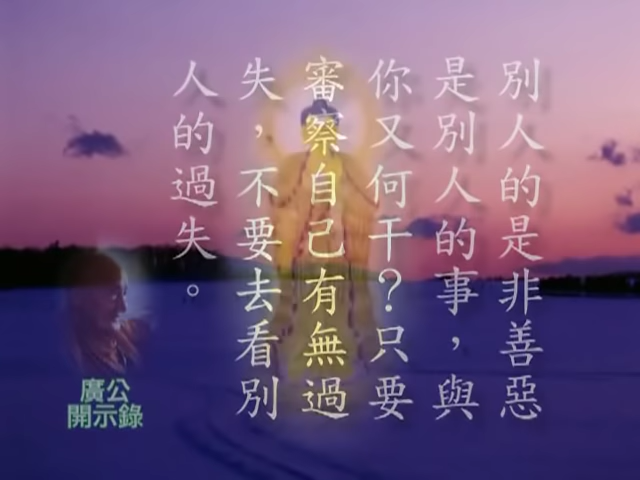 別人的是非善惡
是別人的事，與
你又何干？只要
審察自己有無過
失，不要去看別
人的過失。
廣公
開示錄